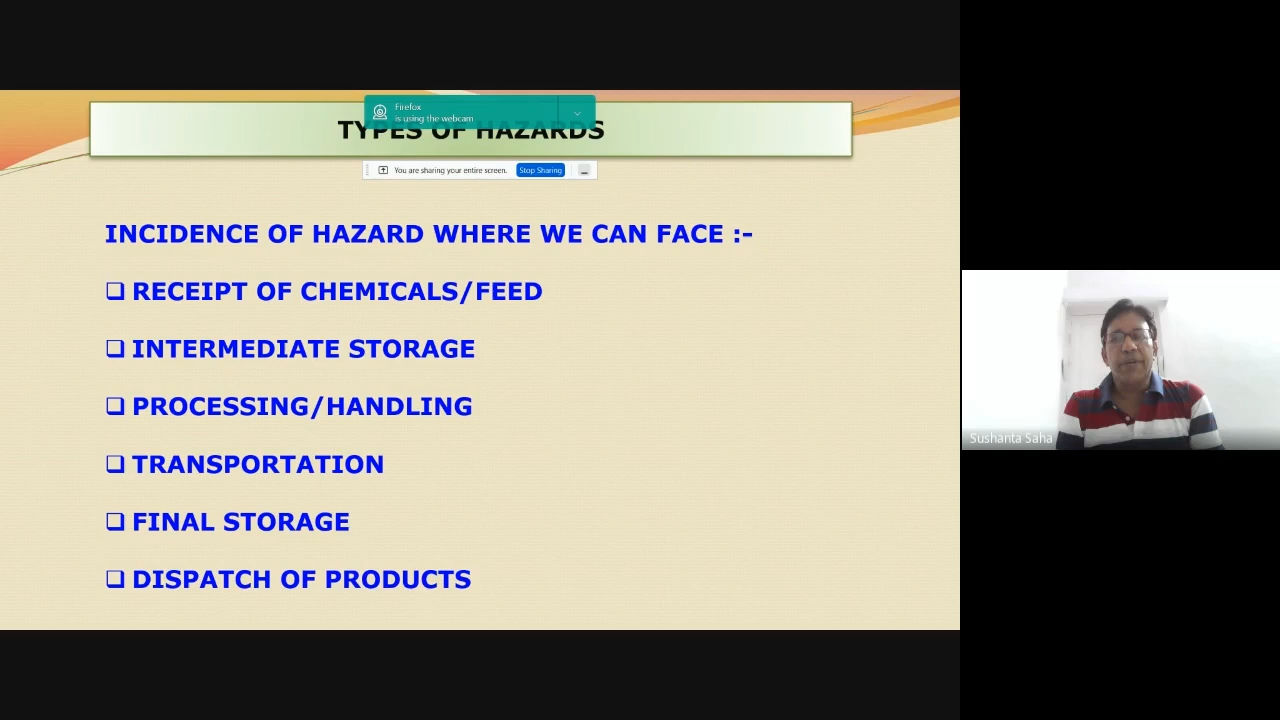 Firefox
is using the webcam
TYPES OF HAZARDS
You are sharing your entire screen. Stop Sharing
INCIDENCE OF HAZARD WHERE WE CAN FACE :-
❑ RECEIPT OF CHEMICALS/FEED
❑ INTERMEDIATE STORAGE
❑ PROCESSING/HANDLING
❑ TRANSPORTATION
❑ FINAL STORAGE
❑ DISPATCH OF PRODUCTS
Sushanta Saha